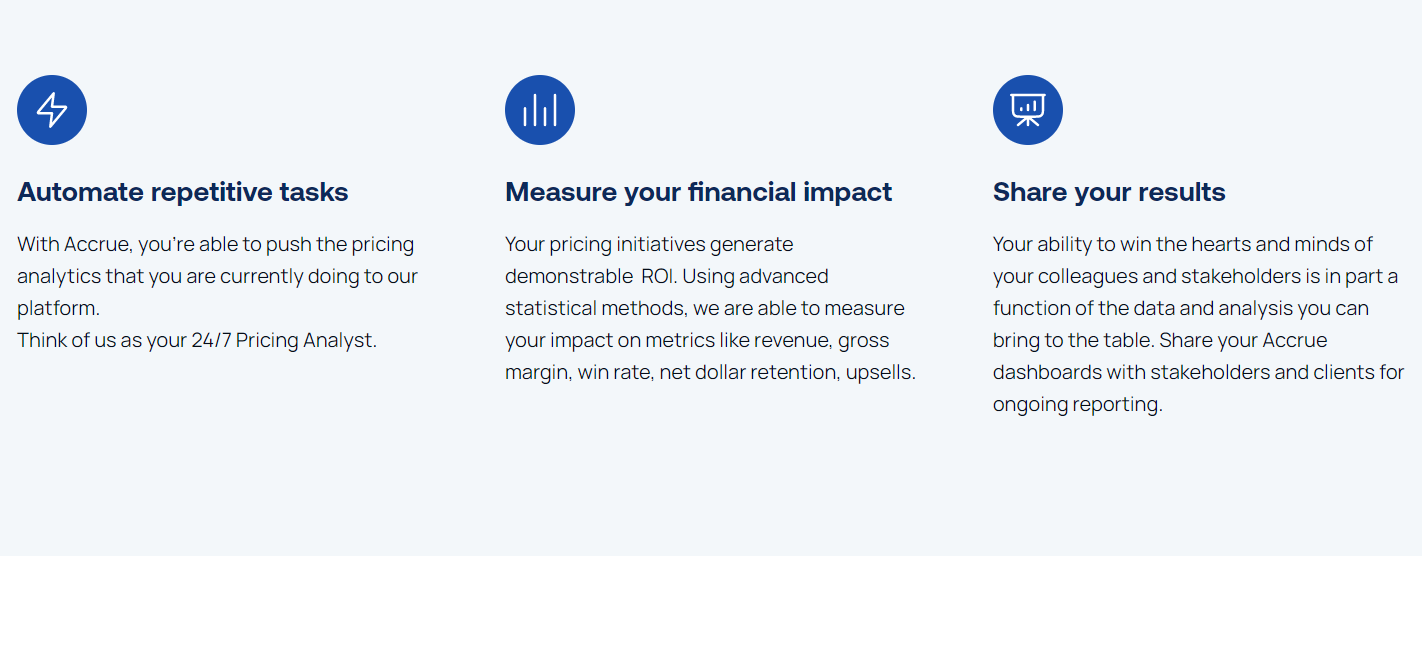 Automate repetitive tasks
With Accrue, you're able to push the pricing
analytics that you are currently doing to our
platform.
Think of us as your 24/7 Pricing Analyst.
Measure your financial impact
Your pricing initiatives generate
demonstrable  ROI. Using advanced
statistical methods, we are able to measure
your impact on metrics like revenue, gross
margin, win rate, net dollar retention, upsells.
Share your results
Your ability to win the hearts and minds of
your colleagues and stakeholders is in part a
function of the data and analysis you can
bring to the table. Share your Accrue
dashboards with stakeholders and clients for
ongoing reporting.